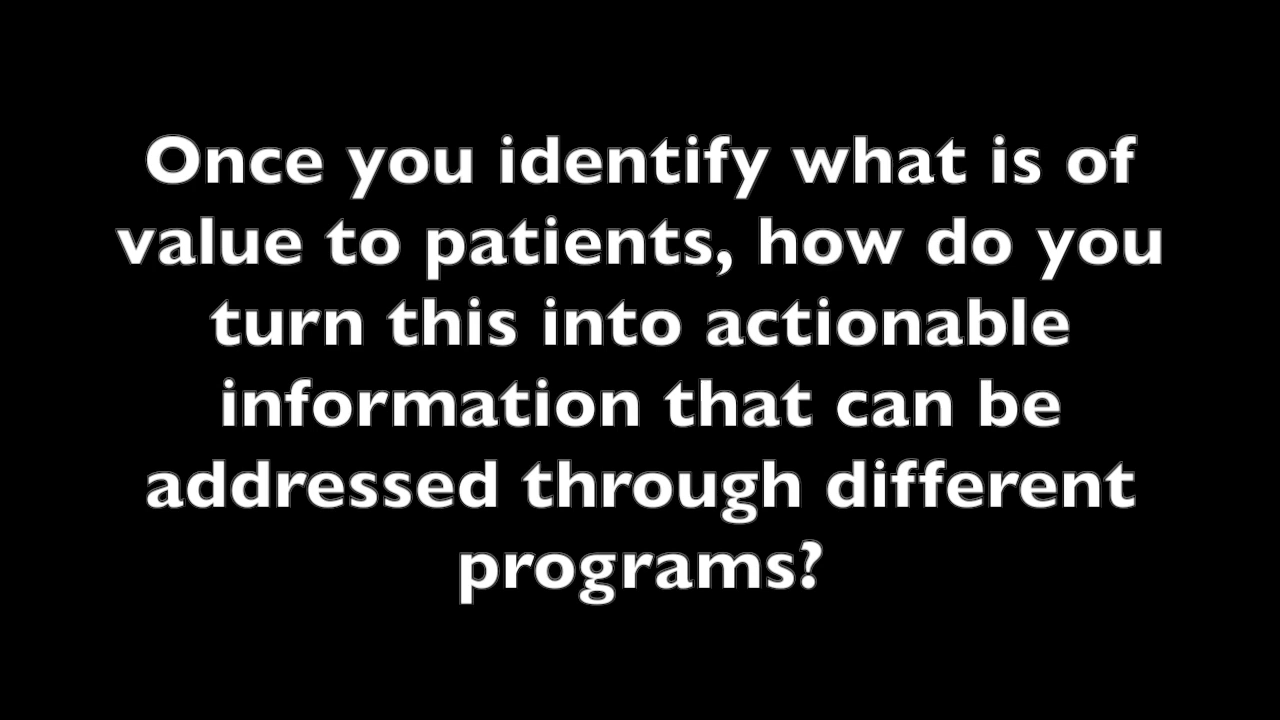 Once you identify what is of
value to patients, how do you
turn this into actionable
information that can be
addressed through different
programs?